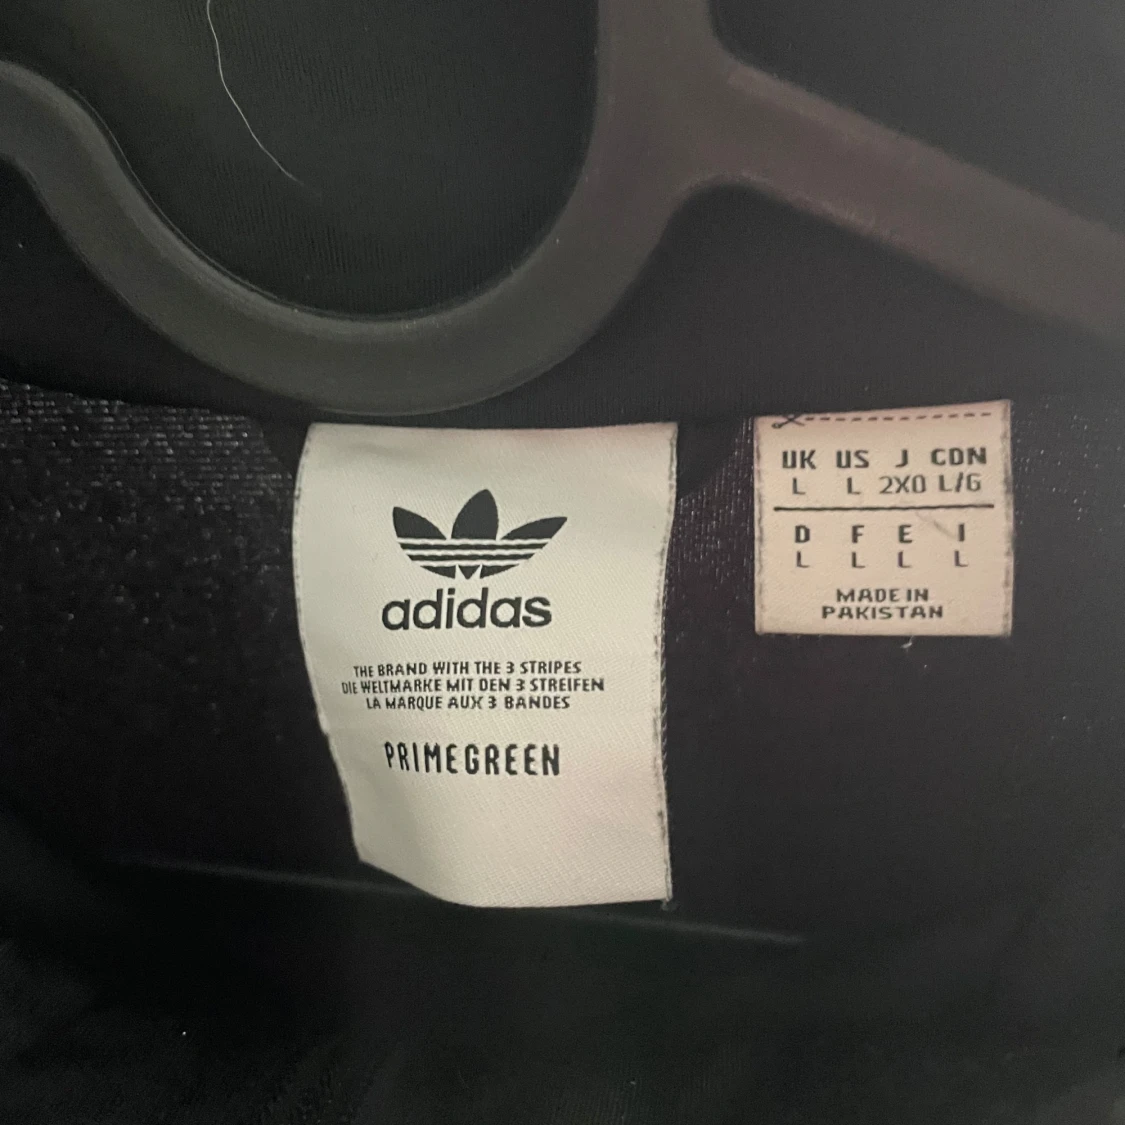 adidas
THE BRAND WITH THE 3 STRIPES
DIE WELTMARKE MIT DEN 3 STREIFEN
LA MARQUE AUX 3 BANDES
PRIMEGREEN
UK US J CDN
L L 2XO L/G
D F E I
L L L L
MADE IN
PAKISTAN